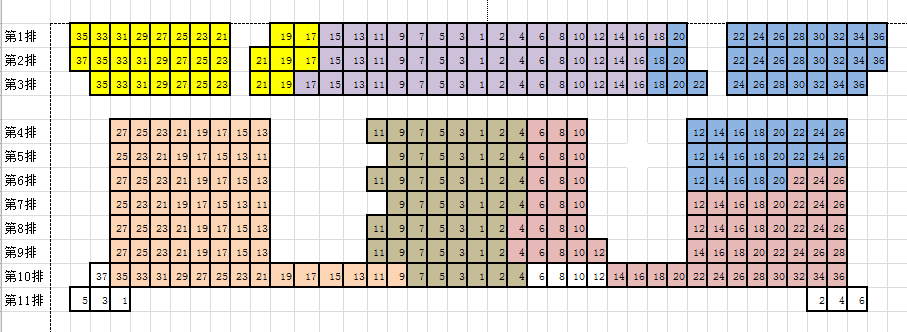 第1排 35 33 31 29 27 25 23 21 19 17 15 13 11 9 7 5 3 1 2 4 6 8 10 12 14 16 18 20 22 24 26 28 30 32 34 36
第2排 37 35 33 31 29 27 25 23 21 19 17 15 13 11 9 7 5 3 1 2 4 6 8 10 12 14 16 18 20 22 24 26 28 30 32 34 36
第3排 35 33 31 29 27 25 23 21 19 17 15 13 11 9 7 5 3 1 2 4 6 8 10 12 14 16 18 20 22 24 26 28 30 32 34 36
第4排 27 25 23 21 19 17 15 13 11 9 7 5 3 1 2 4 6 8 10 12 14 16 18 20 22 24 26
第5排 25 23 21 19 17 15 13 11 9 7 5 3 1 2 4 6 8 10 12 14 16 18 20 22 24 26
第6排 27 25 23 21 19 17 15 13 11 9 7 5 3 1 2 4 6 8 10 12 14 16 18 20 22 24 26
第7排 25 23 21 19 17 15 13 11 9 7 5 3 1 2 4 6 8 10 12 14 16 18 20 22 24 26
第8排 27 25 23 21 19 17 15 13 11 9 7 5 3 1 2 4 6 8 10 12 14 16 18 20 22 24 26
第9排 27 25 23 21 19 17 15 13 11 9 7 5 3 1 2 4 6 8 10 12 14 16 18 20 22 24 26 28
第10排 37 35 33 31 29 27 25 23 21 19 17 15 13 11 9 7 5 3 1 2 4 6 8 10 12 14 16 18 20 22 24 26 28 30 32 34 36
第11排 5 3 1 2 4 6